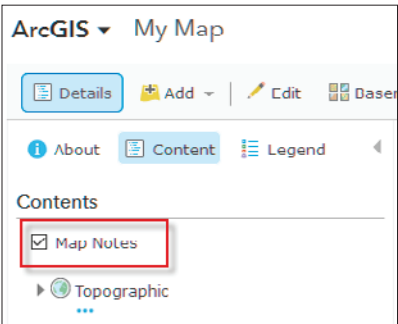 ArcGIS My Map
Details Add Edit Baser
About Content Legend
Contents
Map Notes
Topographic